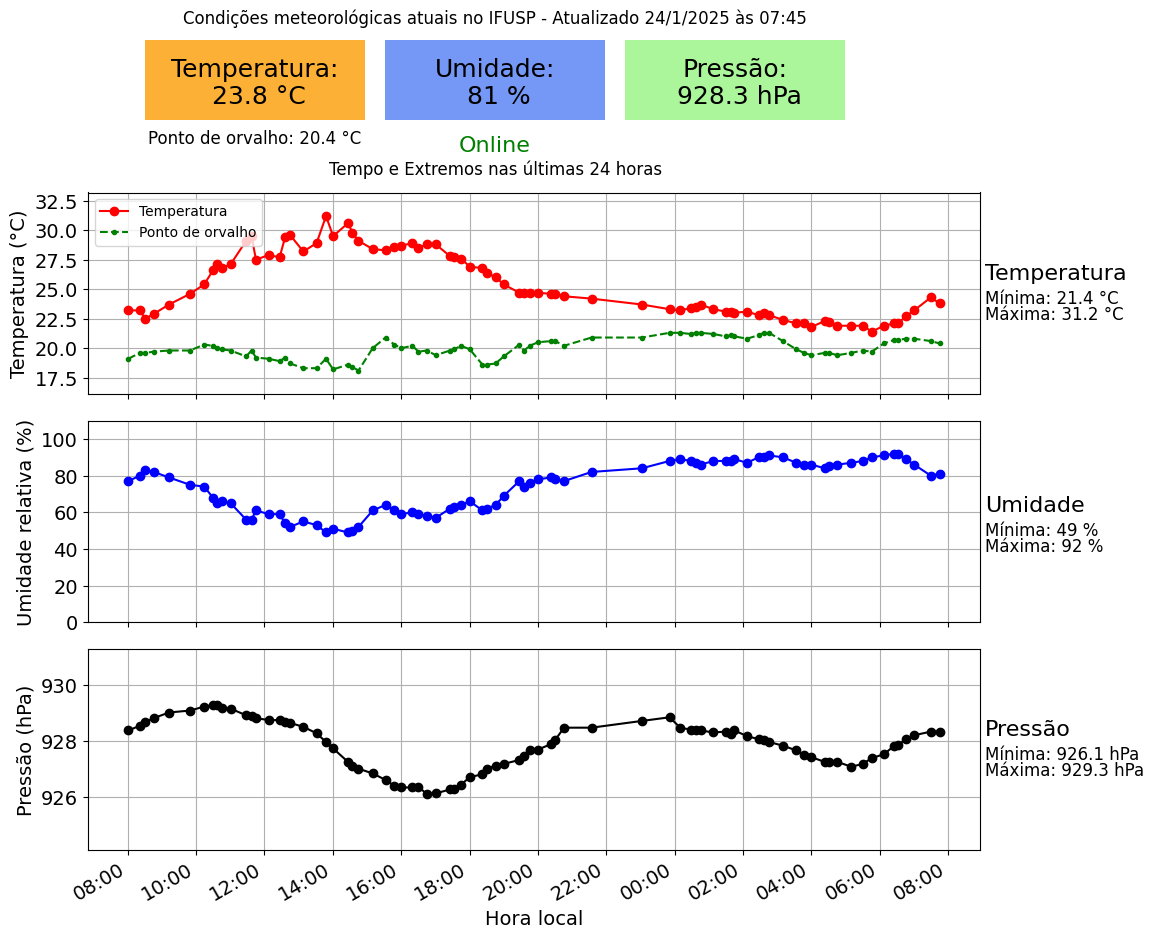 Condições meteorológicas atuais no IFUSP - Atualizado 24/1/2025 às 07:45
Temperatura:
23.8 °C
Umidade:
81 %
Pressão:
928.3 hPa
Ponto de orvalho: 20.4 °C
Online
Tempo e Extremos nas últimas 24 horas
Temperatura (°C)
32.5
30.0
27.5
25.0
22.5
20.0
17.5
Temperatura
Ponto de orvalho
Temperatura
Mínima: 21.4 °C
Máxima: 31.2 °C
Umidade relativa (%)
100
80
60
40
20
0
Umidade
Mínima: 49 %
Máxima: 92 %
Pressão (hPa)
930
928
926
Pressão
Mínima: 926.1 hPa
Máxima: 929.3 hPa
08:00 10:00 12:00 14:00 16:00 18:00 20:00 22:00 00:00 02:00 04:00 06:00 08:00
Hora local